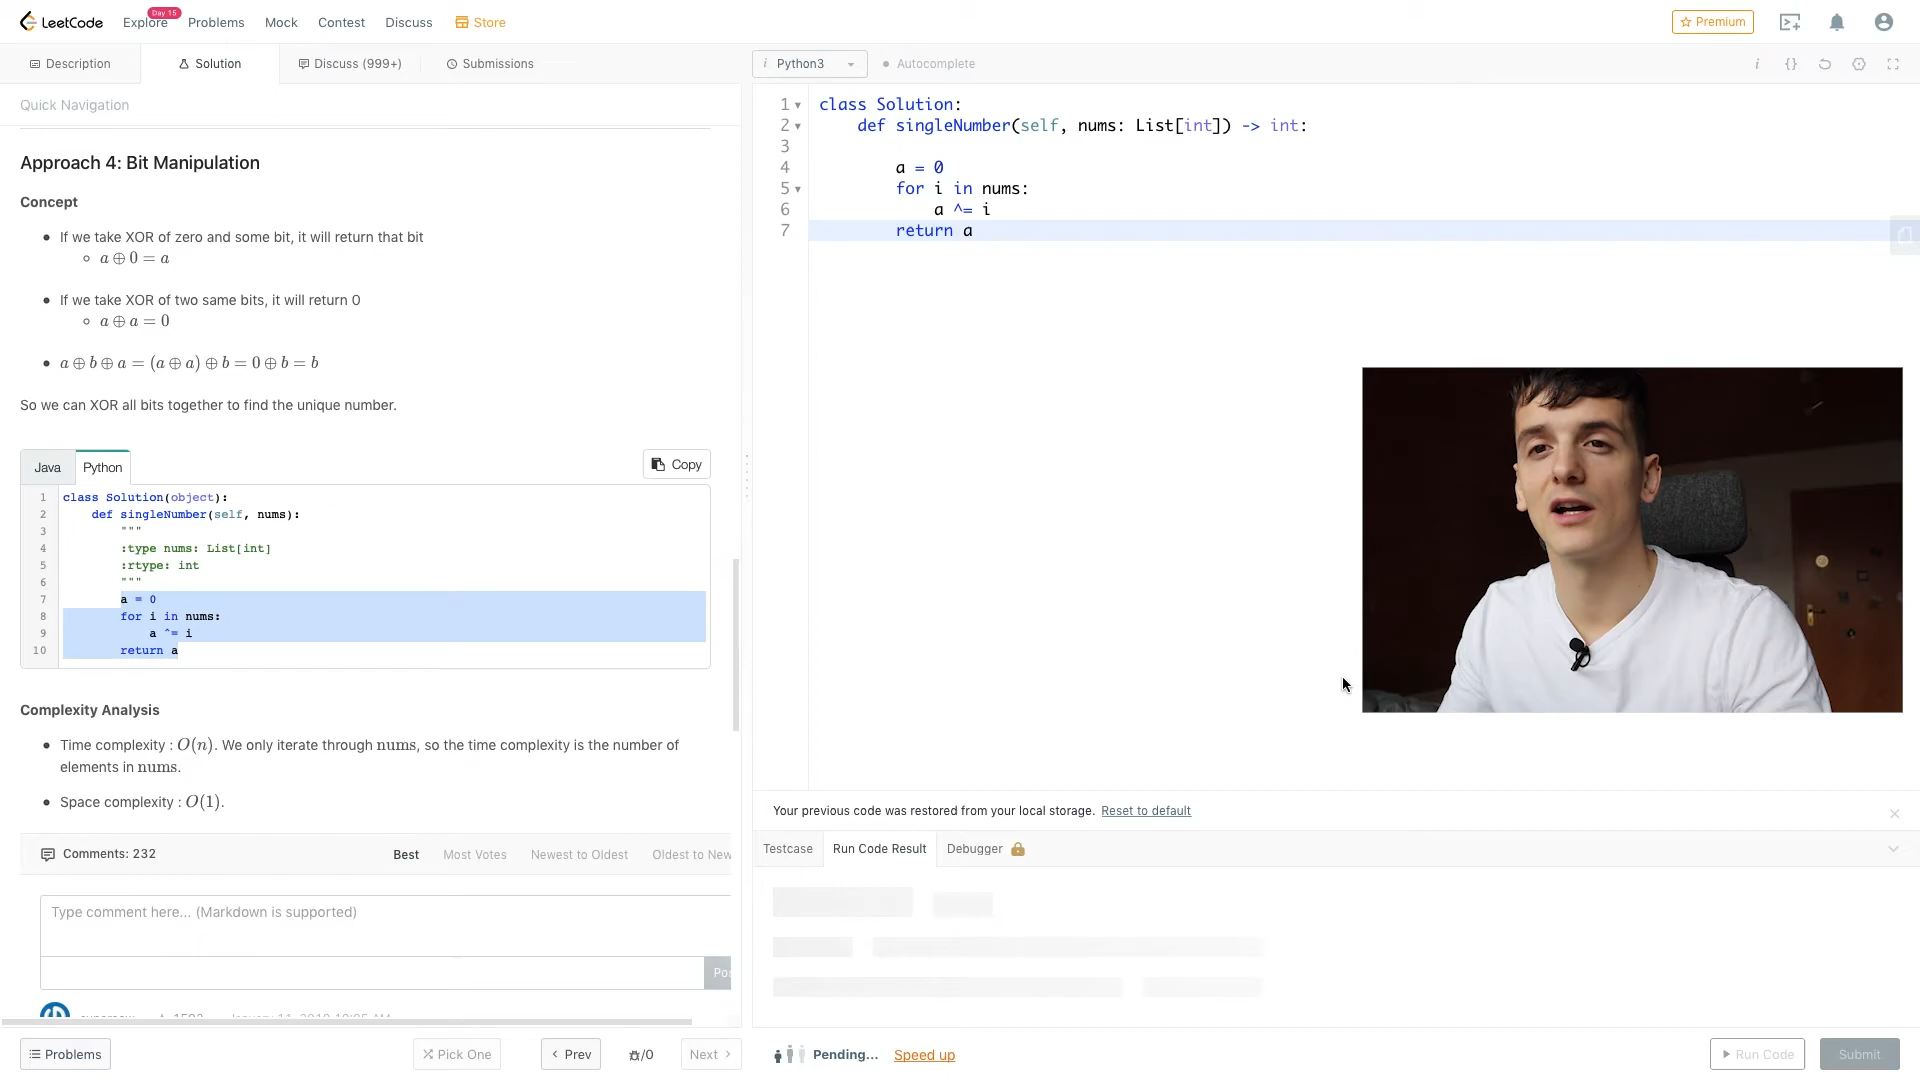 LeetCode
Explore
Day 15
Problems
Mock
Contest
Discuss
Store
Premium
Description
Solution
Discuss (999+)
Submissions
i Python3
Autocomplete
i {}
Quick Navigation
Approach 4: Bit Manipulation
Concept
If we take XOR of zero and some bit, it will return that bit
a ⊕ 0 = a
If we take XOR of two same bits, it will return 0
a ⊕ a = 0
a ⊕ b ⊕ a = (a ⊕ a) ⊕ b = 0 ⊕ b = b
So we can XOR all bits together to find the unique number.
Java
Python
Copy
1 class Solution(object):
2 def singleNumber(self, nums):
3 """
4 :type nums: List[int]
5 :rtype: int
6 """
7 a = 0
8 for i in nums:
9 a ^= i
10 return a
Complexity Analysis
Time complexity : O(n). We only iterate through nums, so the time complexity is the number of
elements in nums.
Space complexity : O(1).
Comments: 232
Best
Most Votes
Newest to Oldest
Oldest to New
Type comment here... (Markdown is supported)
Po
Problems
Pick One
Prev
/0
Next
1 class Solution:
2 def singleNumber(self, nums: List[int]) -> int:
3
4 a = 0
5 for i in nums:
6 a ^= i
7 return a
Your previous code was restored from your local storage. Reset to default
Testcase
Run Code Result
Debugger
Pending...
Speed up
Run Code
Submit